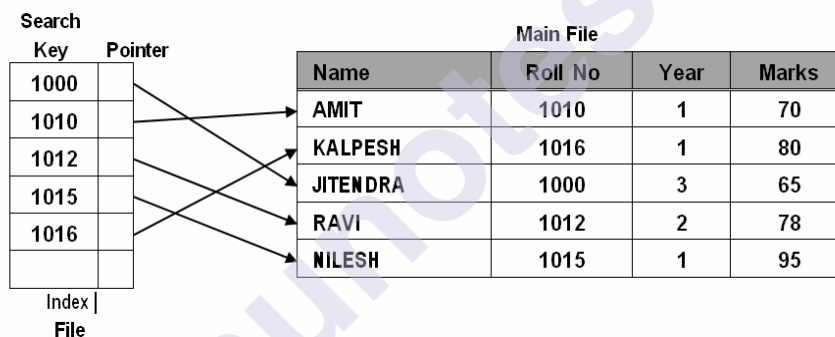 Search
Key Pointer
1000
1010
1012
1015
1016
Index
File
Main File
Name Roll No Year Marks
AMIT 1010 1 70
KALPESH 1016 1 80
JITENDRA 1000 3 65
RAVI 1012 2 78
NILESH 1015 1 95
unotes